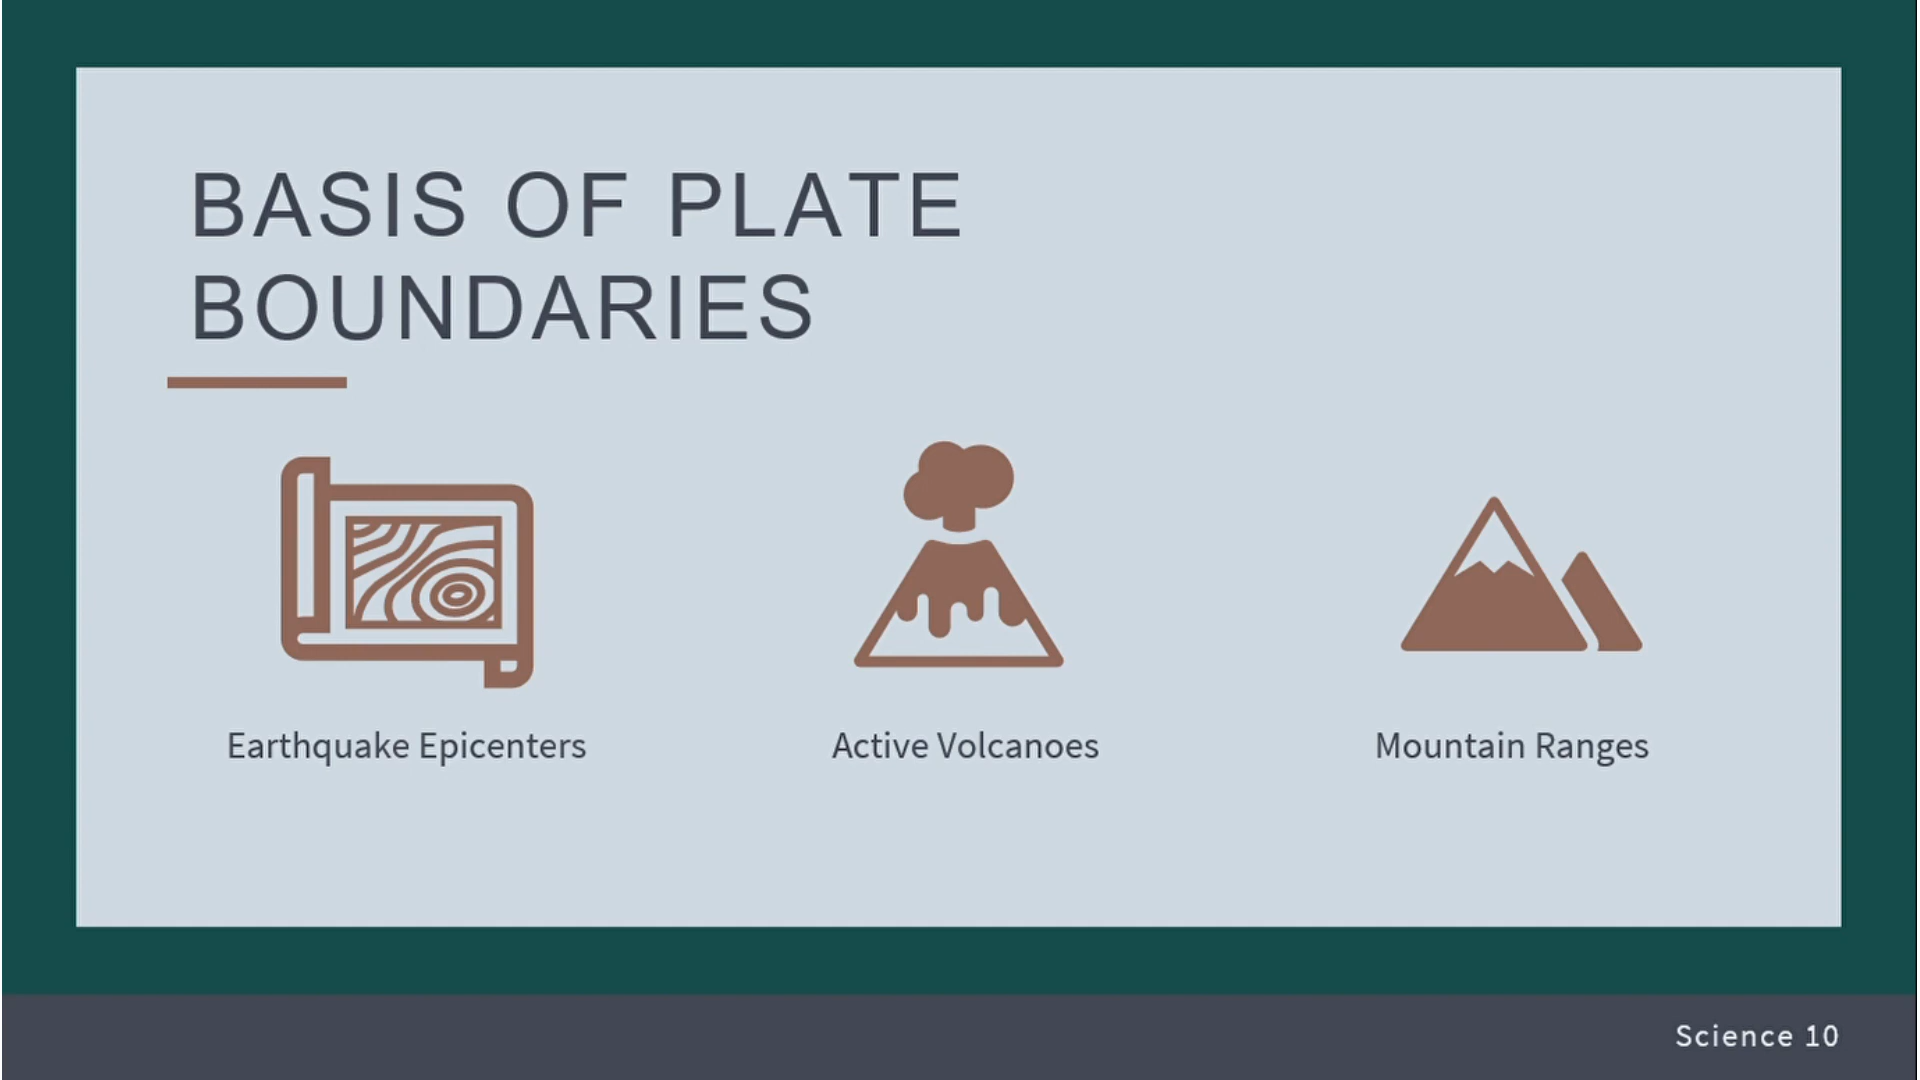 BASIS OF PLATE
BOUNDARIES
Earthquake Epicenters
Active Volcanoes
Mountain Ranges
Science 10